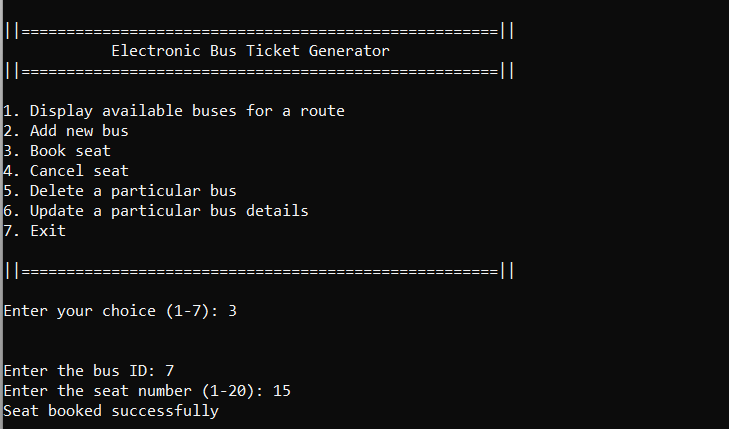 ||=====================================================||
Electronic Bus Ticket Generator
||=====================================================||
1. Display available buses for a route
2. Add new bus
3. Book seat
4. Cancel seat
5. Delete a particular bus
6. Update a particular bus details
7. Exit
||=====================================================||
Enter your choice (1-7): 3
Enter the bus ID: 7
Enter the seat number (1-20): 15
Seat booked successfully